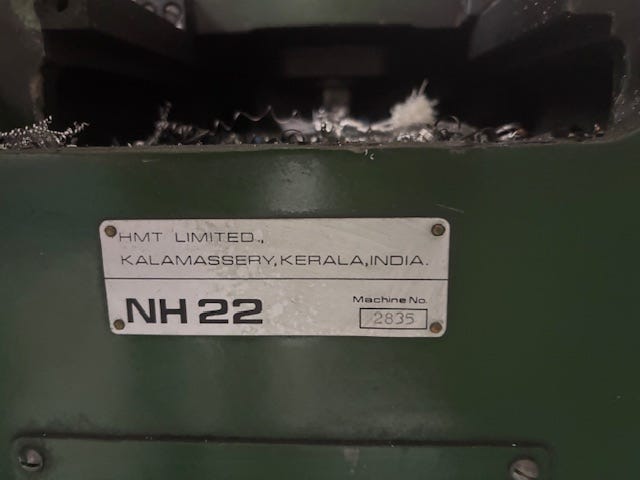 HMT LIMITED.,
KALAMASSERY, KERALA, INDIA.
NH 22
Machine No.
2835